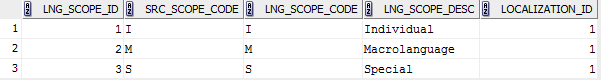 LNG_SCOPE_ID SRC_SCOPE_CODE LNG_SCOPE_CODE LNG_SCOPE_DESC LOCALIZATION_ID
1 1 I I Individual 1
2 2 M M Macrolanguage 1
3 3 S S Special 1